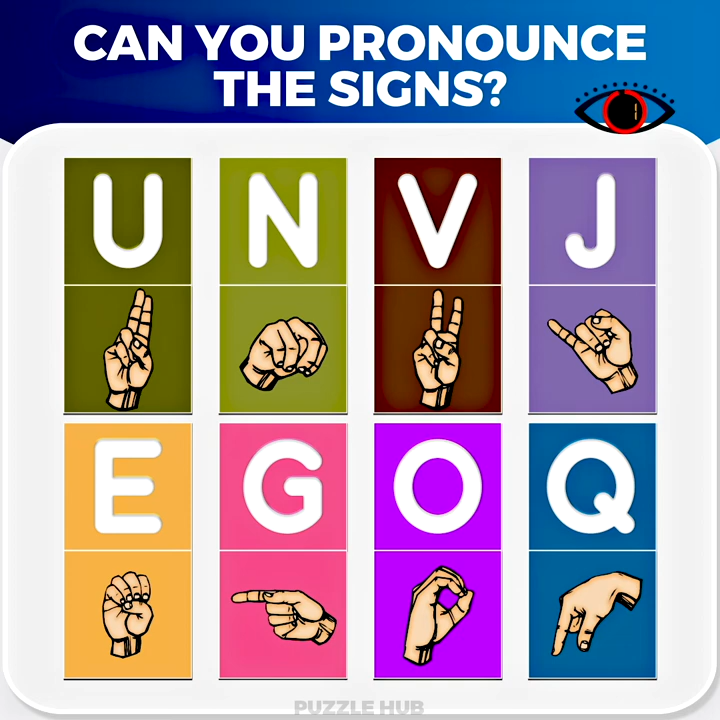 CAN YOU PRONOUNCE
THE SIGNS?
U N V J
E G O Q
PUZZLE HUB